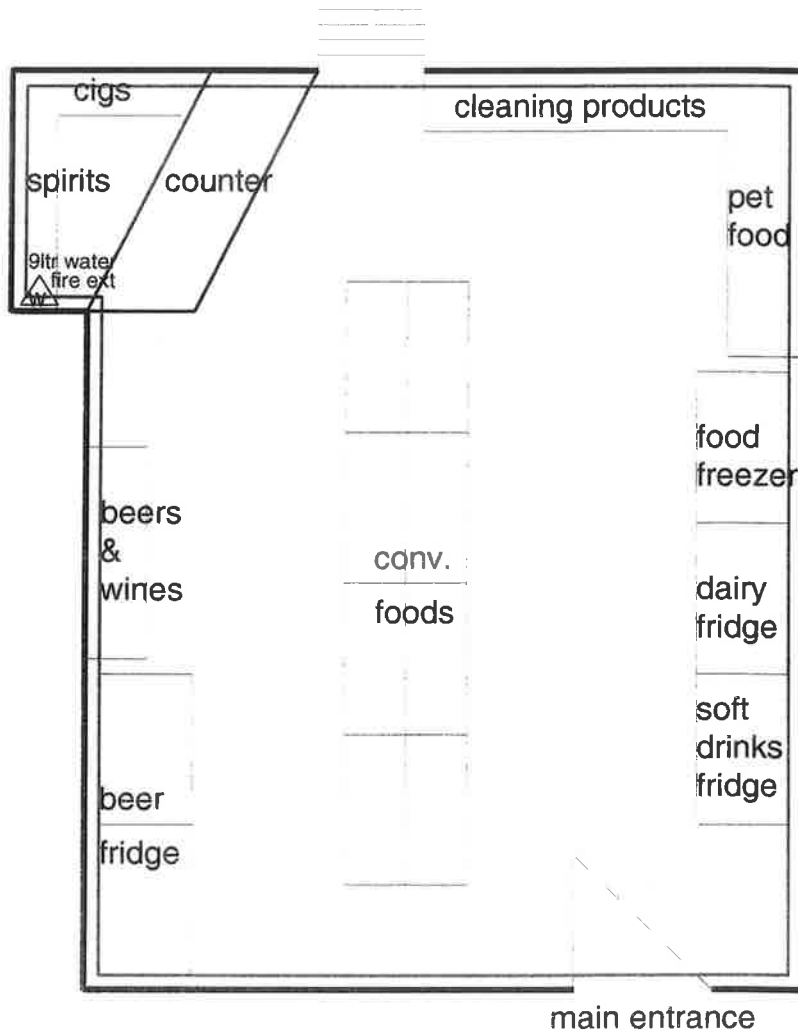 cigs
cleaning products
spirits
counter
pet
food
9ltr water
fire ext
W
food
freezer
beers
&
wines
conv.
foods
dairy
fridge
soft
drinks
fridge
beer
fridge
main entrance